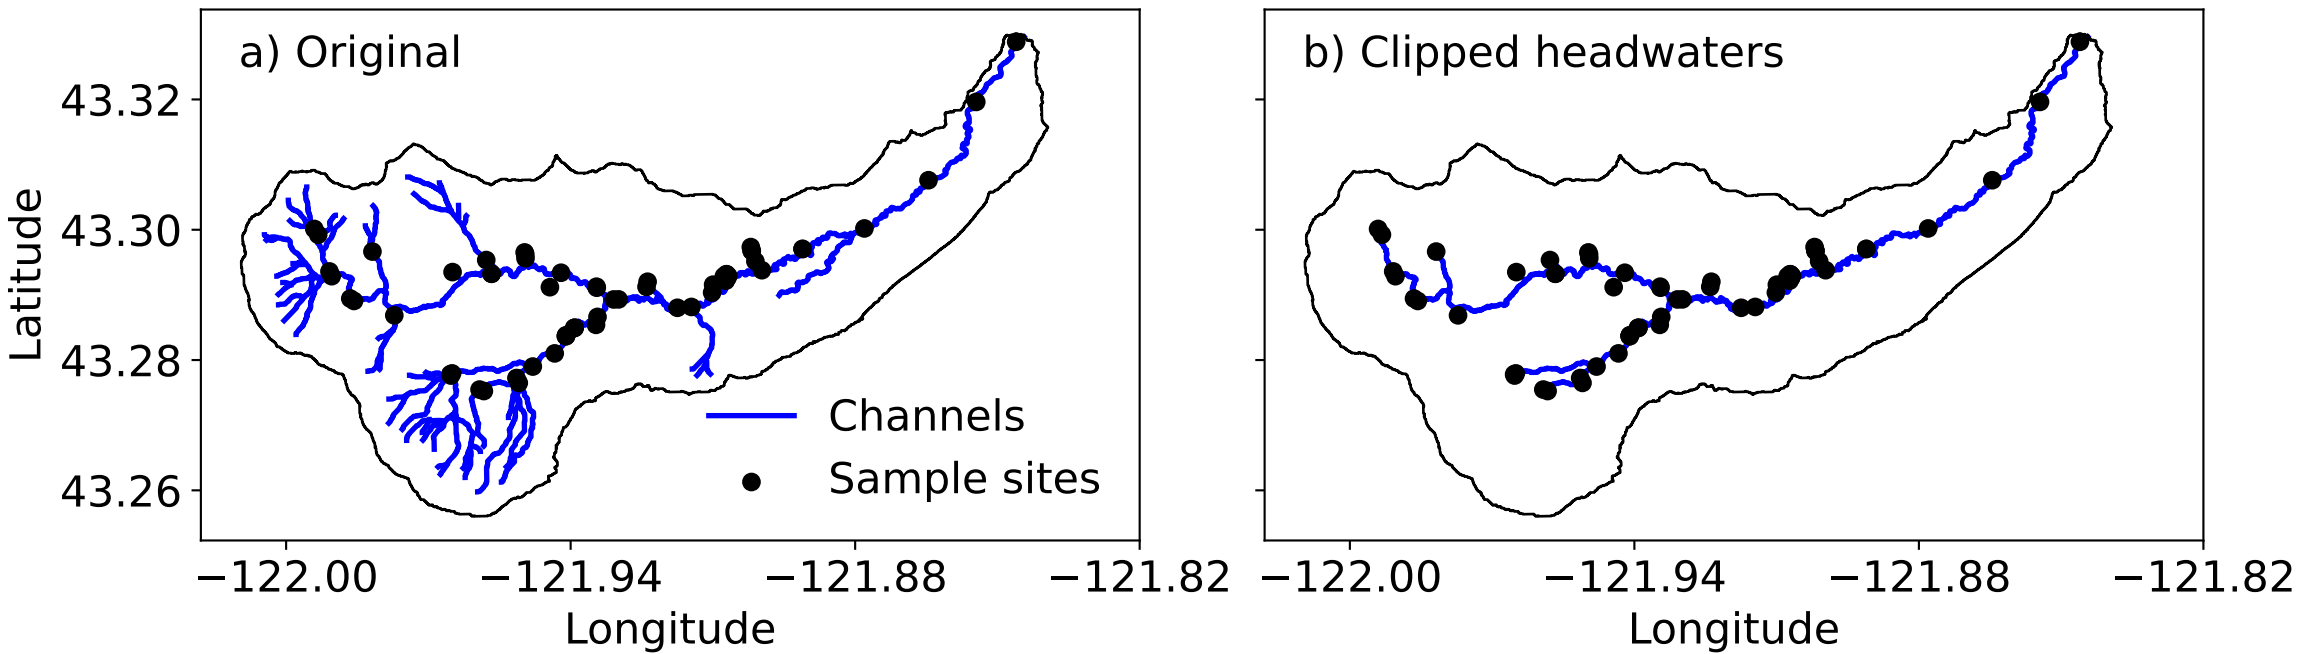 a) Original
b) Clipped headwaters
43.32
43.30
43.28
43.26
Latitude
Channels
Sample sites
−122.00
−121.94
−121.88
−121.82
Longitude
−122.00
−121.94
−121.88
−121.82
Longitude